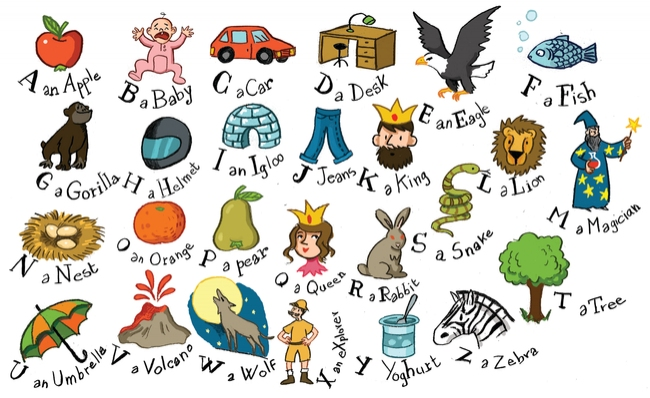 A an Apple
B a Baby
C a Car
D a Desk
E an Eagle
F a Fish
G a Gorilla
H a Helmet
I an Igloo
J Jeans
K a King
L a Lion
M a Magician
N a Nest
O an Orange
P a pear
Q a Queen
R a Rabbit
S a Snake
T a Tree
U an Umbrella
V a Volcano
W a Wolf
X an eXplorer
Y Yoghurt
Z a Zebra